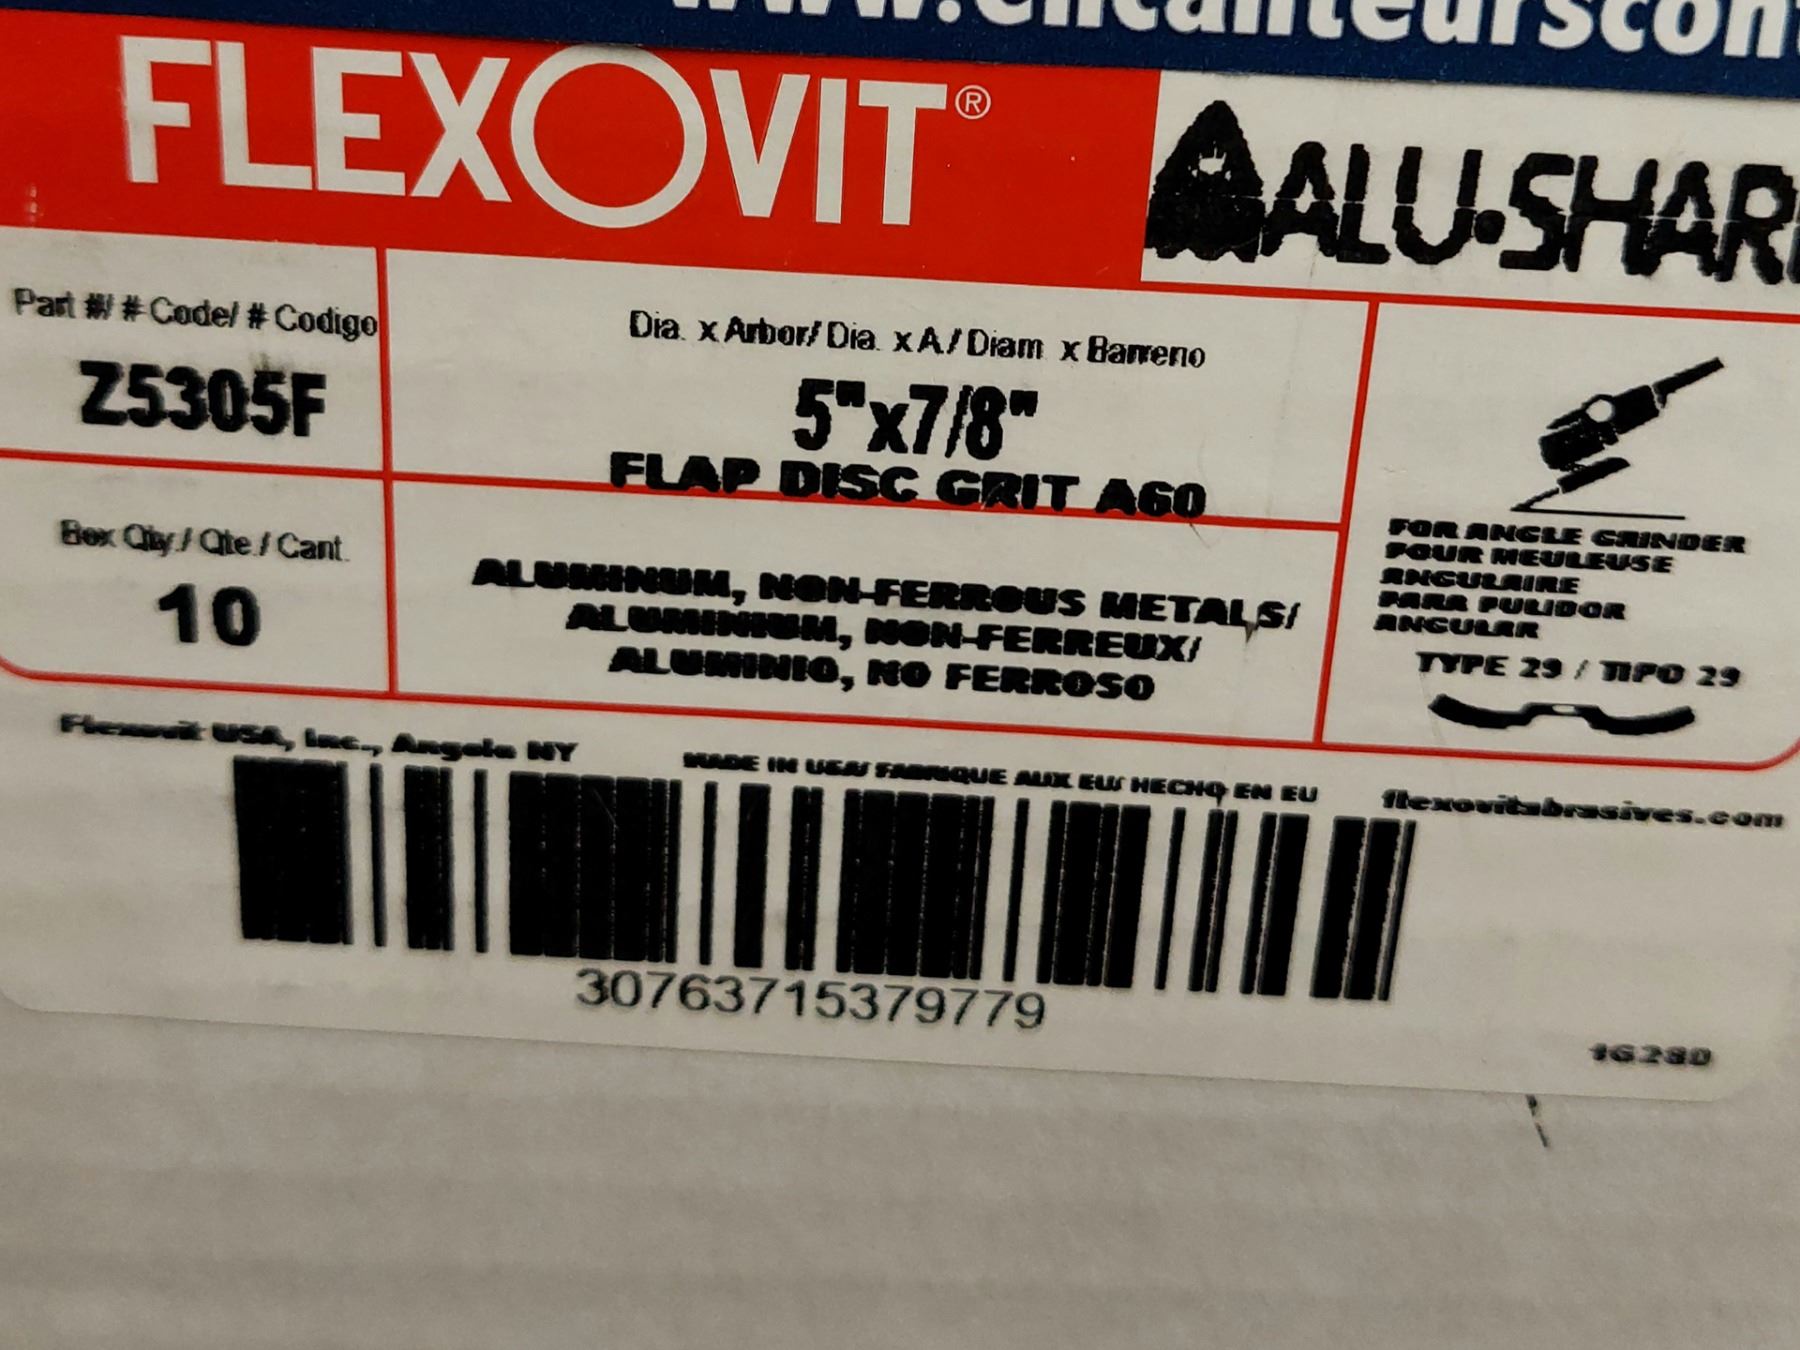 www.encanteurscon
FLEXOVIT®
ALU·SHAR
Part #/ # Code/ # Codigo
Z5305F
Dia. x Arbor/ Dia. x A / Diam x Barreno
5"x7/8"
FLAP DISC GRIT A60
Box Qty / Qte / Cant.
10
ALUMINUM, NON-FERROUS METALS/
ALUMINIUM, NON-FERREUX/
ALUMINIO, NO FERROSO
FOR ANGLE GRINDER
POUR MEULEUSE
ANGULAIRE
PARA PULIDOR
ANGULAR
TYPE 29 / TIPO 29
Flexovit USA, Inc., Angola NY
MADE IN USA/ FABRIQUE AUX EU/ HECHO EN EU
flexovitabrasives.com
30763715379779
16280